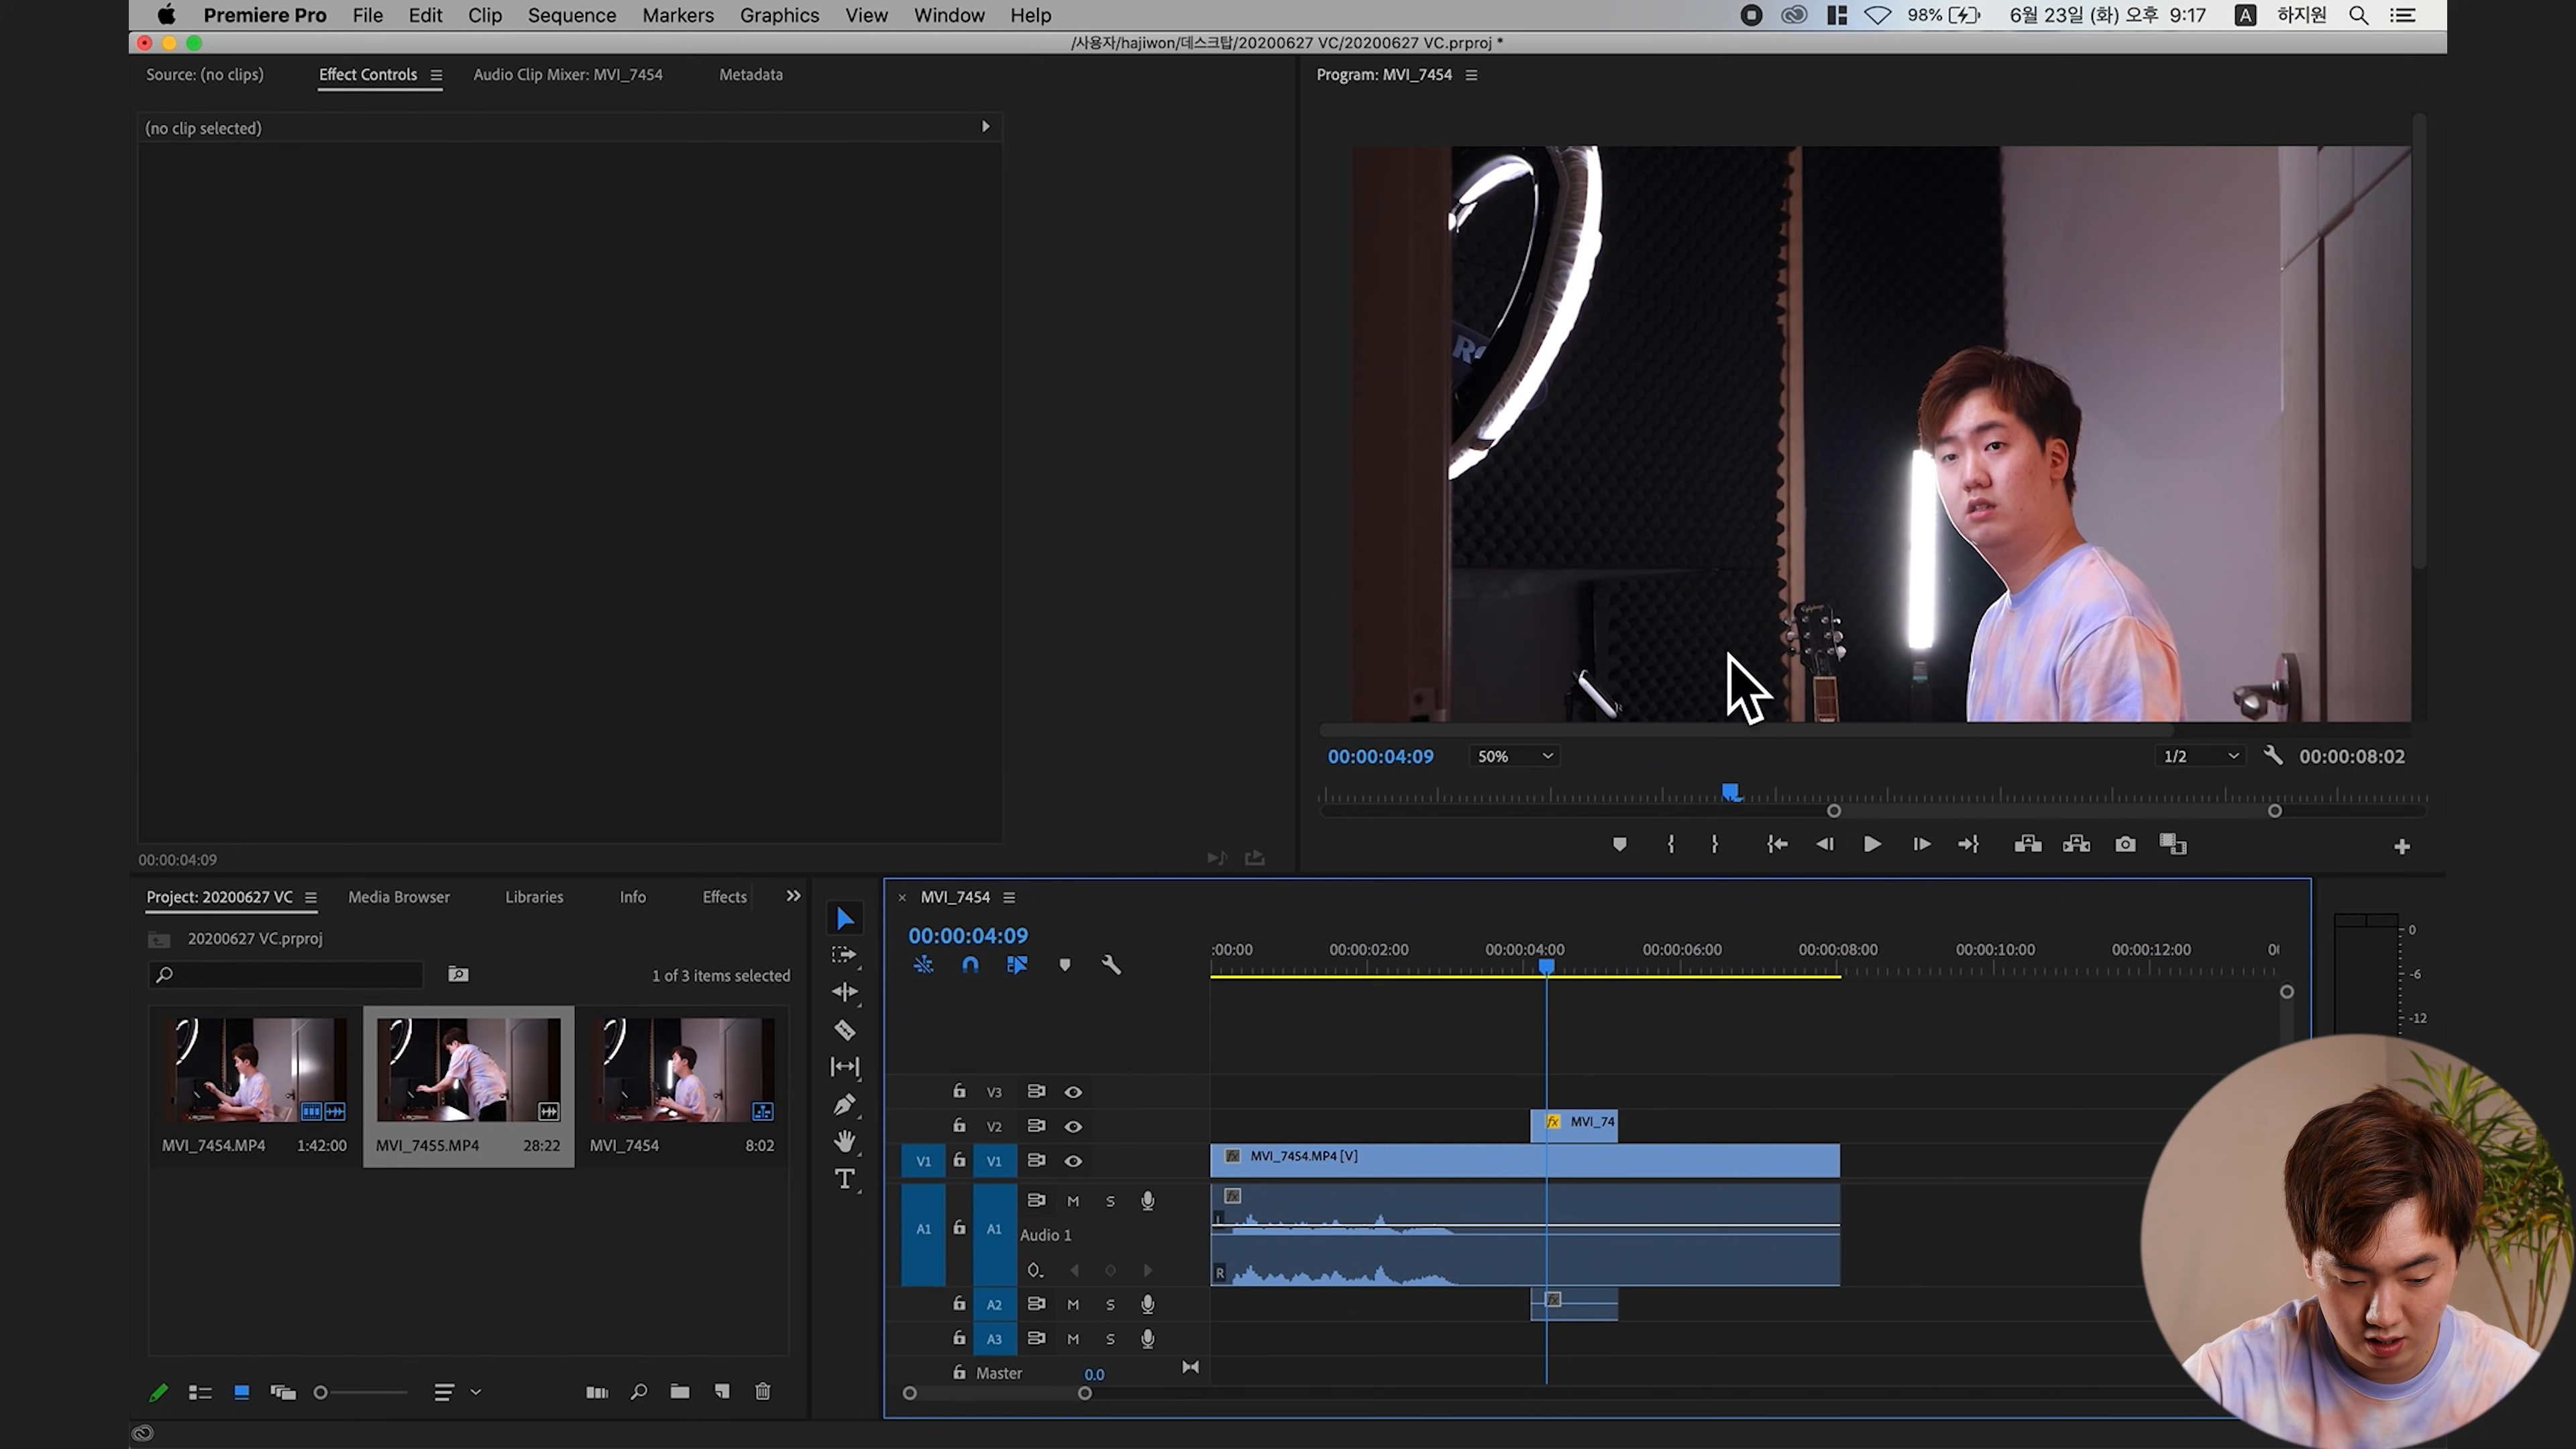 Premiere Pro File Edit Clip Sequence Markers Graphics View Window Help 98% 6월 23일 (화) 오후 9:17 A 하지원
/사용자/hajiwon/데스크탑/20200627 VC/20200627 VC.prproj *
Source: (no clips) Effect Controls Audio Clip Mixer: MVI_7454 Metadata
(no clip selected)
00:00:04:09
Program: MVI_7454
00:00:04:09 50% 1/2 00:00:08:02
Project: 20200627 VC Media Browser Libraries Info Effects
20200627 VC.prproj
1 of 3 items selected
MVI_7454.MP4 1:42:00 MVI_7455.MP4 28:22 MVI_7454 8:02
× MVI_7454
00:00:04:09
:00:00 00:00:02:00 00:00:04:00 00:00:06:00 00:00:08:00 00:00:10:00 00:00:12:00
V3
V2 fx MVI_74
V1 V1 fx MVI_7454.MP4 [V]
A1 A1 M S fx L
Audio 1
R
A2 M S fx
A3 M S
Master 0.0
0
-6
-12